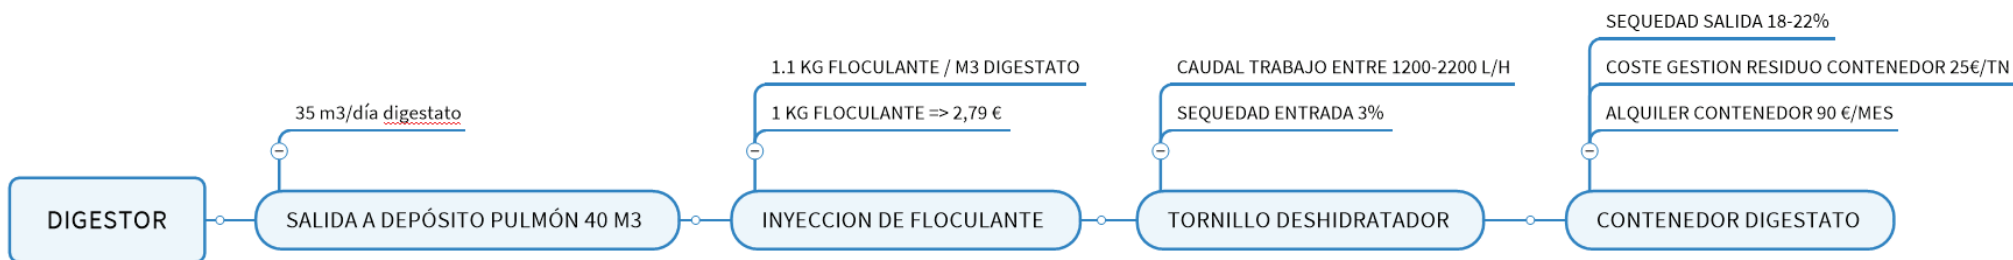 SEQUEDAD SALIDA 18-22%
1.1 KG FLOCULANTE / M3 DIGESTATO
CAUDAL TRABAJO ENTRE 1200-2200 L/H
COSTE GESTION RESIDUO CONTENEDOR 25€/TN
35 m3/día digestato
1 KG FLOCULANTE => 2,79 €
SEQUEDAD ENTRADA 3%
ALQUILER CONTENEDOR 90 €/MES
DIGESTOR
SALIDA A DEPÓSITO PULMÓN 40 M3
INYECCION DE FLOCULANTE
TORNILLO DESHIDRATADOR
CONTENEDOR DIGESTATO